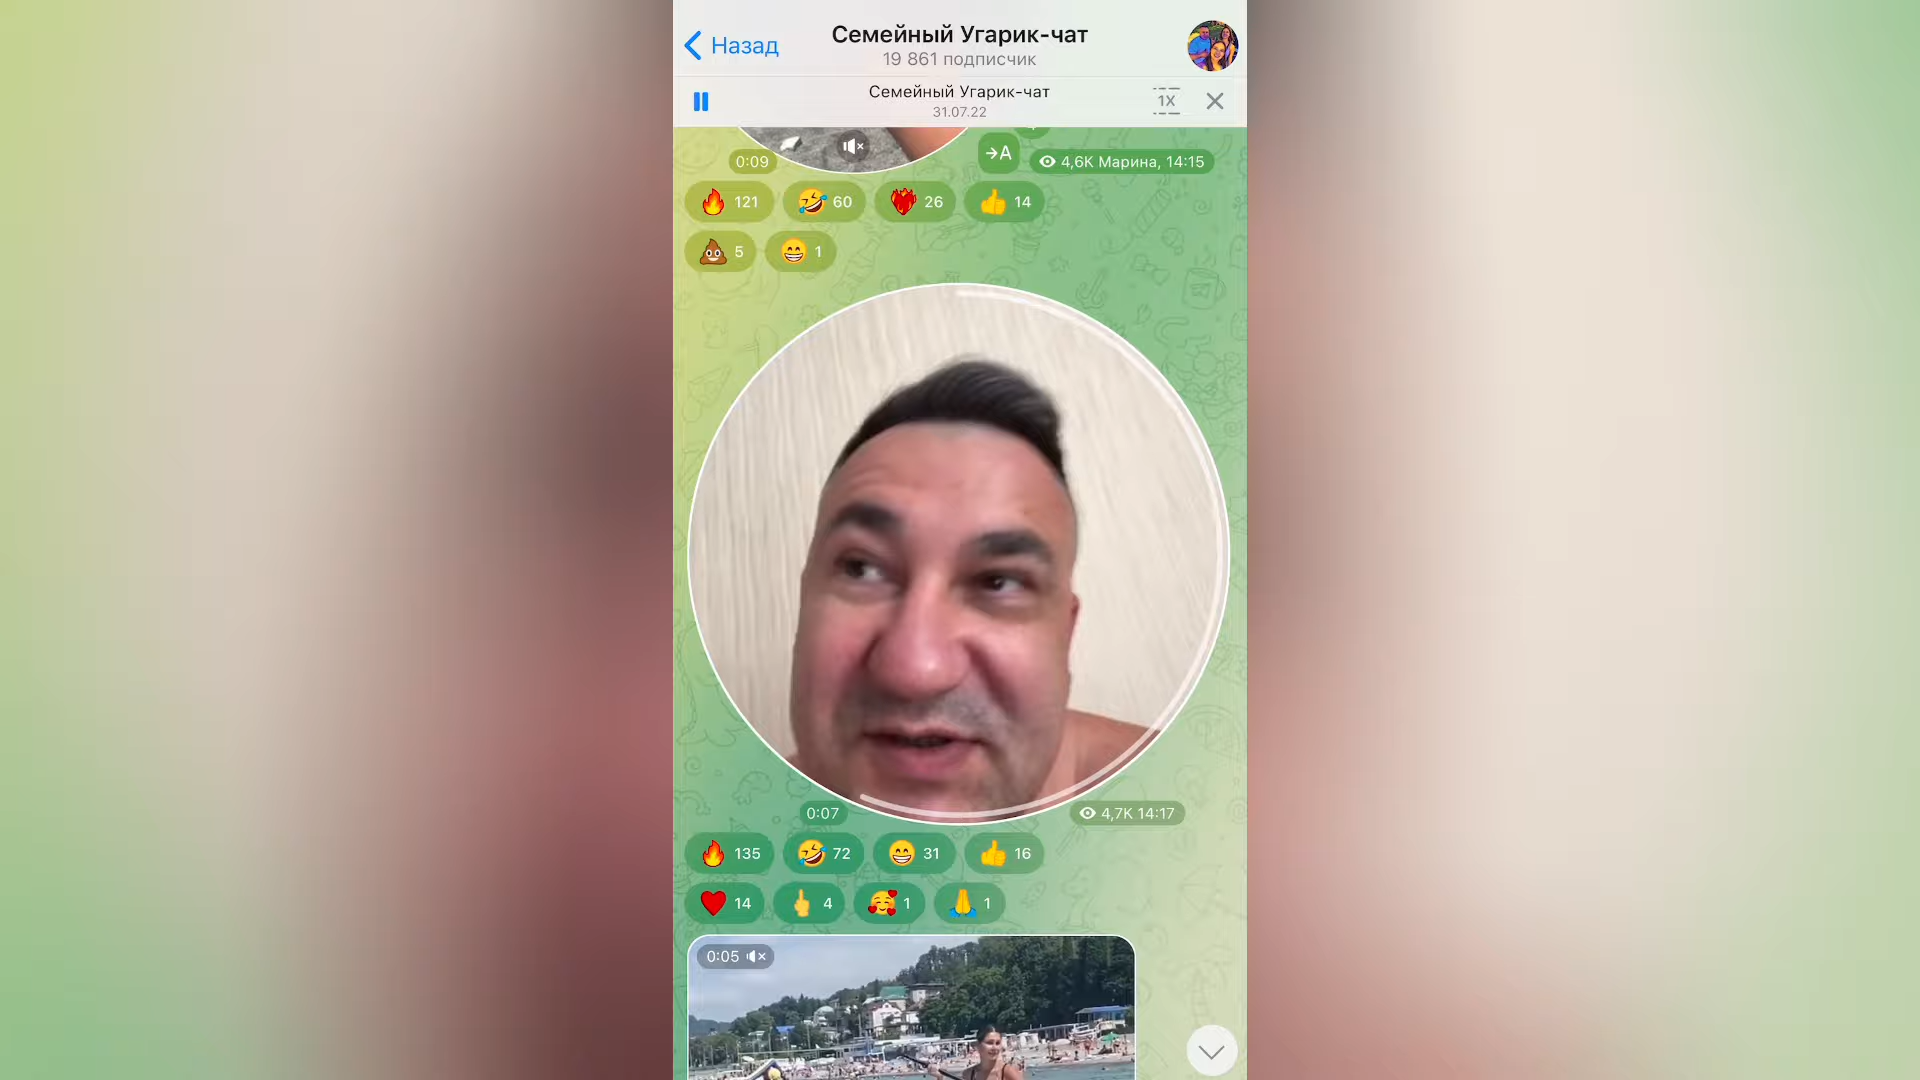 Назад
Семейный Угарик-чат
19 861 подписчик
Семейный Угарик-чат
31.07.22
1X
0:09
→A
4,6K Марина, 14:15
121
60
26
14
5
1
0:07
4,7K 14:17
135
72
31
16
14
4
1
1
0:05